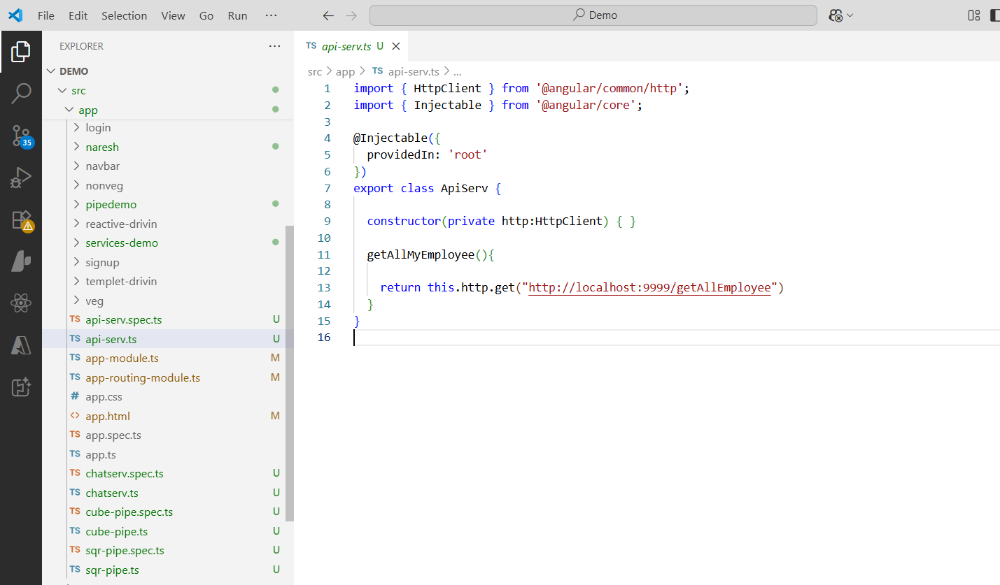 File Edit Selection View Go Run ··· Demo
EXPLORER ···
DEMO
src
app
login
naresh
navbar
nonveg
pipedemo
reactive-drivin
services-demo
signup
templet-drivin
veg
TS api-serv.spec.ts U
TS api-serv.ts U
TS app-module.ts M
TS app-routing-module.ts M
# app.css
<> app.html M
TS app.spec.ts
TS app.ts
TS chatserv.spec.ts U
TS chatserv.ts U
TS cube-pipe.spec.ts U
TS cube-pipe.ts U
TS sqr-pipe.spec.ts U
TS sqr-pipe.ts U
35
TS api-serv.ts U
src > app > TS api-serv.ts > ...
1 import { HttpClient } from '@angular/common/http';
2 import { Injectable } from '@angular/core';
3
4 @Injectable({
5 providedIn: 'root'
6 })
7 export class ApiServ {
8
9 constructor(private http:HttpClient) { }
10
11 getAllMyEmployee(){
12
13 return this.http.get("http://localhost:9999/getAllEmployee")
14 }
15 }
16